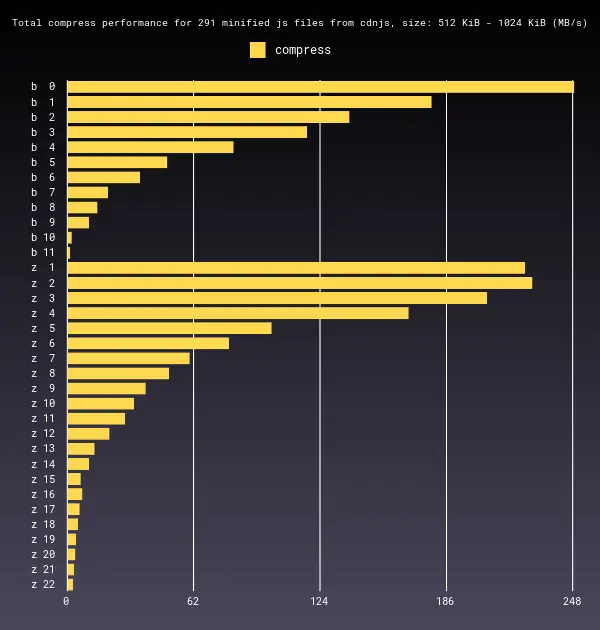 Total compress performance for 291 minified js files from cdnjs, size: 512 KiB - 1024 KiB (MB/s)
compress
b 0
b 1
b 2
b 3
b 4
b 5
b 6
b 7
b 8
b 9
b 10
b 11
z 1
z 2
z 3
z 4
z 5
z 6
z 7
z 8
z 9
z 10
z 11
z 12
z 13
z 14
z 15
z 16
z 17
z 18
z 19
z 20
z 21
z 22
0 62 124 186 248